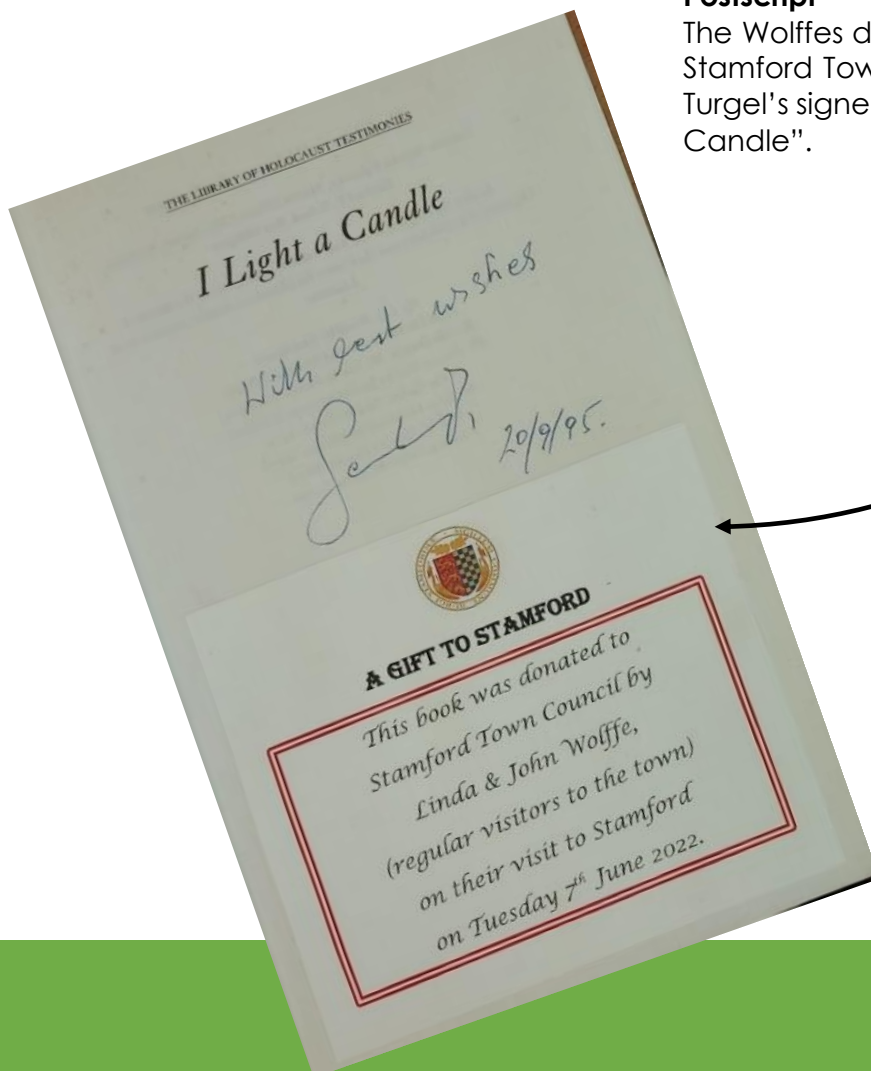 Postscript
The Wolffes d
Stamford Tow
Turgel's signe
Candle".
THE LIBRARY OF HOLOCAUST TESTIMONIES
I Light a Candle
With best wishes
20/9/95.
A GIFT TO STAMFORD
This book was donated to
Stamford Town Council by
Linda & John Wolffe,
(regular visitors to the town)
on their visit to Stamford
on Tuesday 7th June 2022.